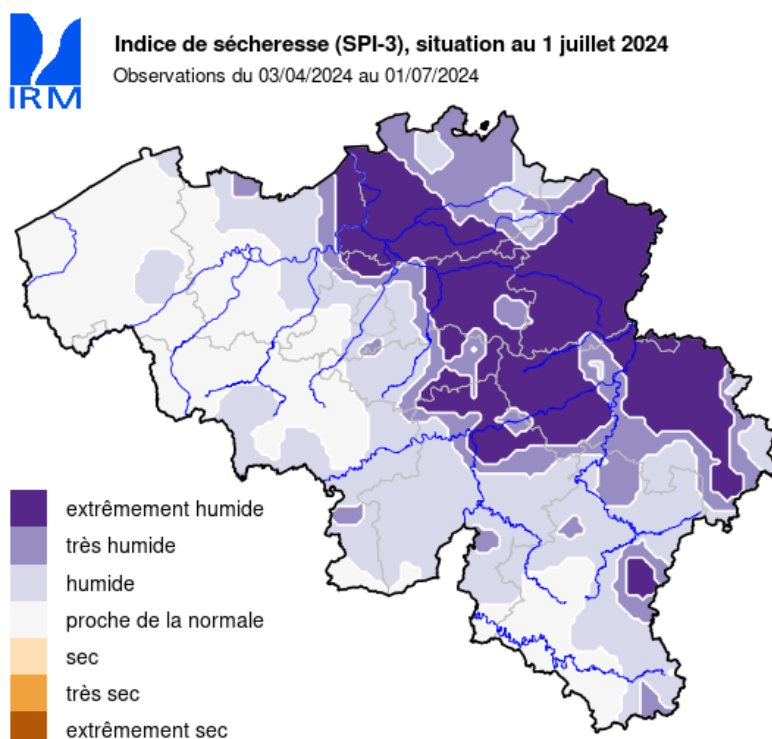 Indice de sécheresse (SPI-3), situation au 1 juillet 2024
Observations du 03/04/2024 au 01/07/2024
IRM
extrêmement humide
très humide
humide
proche de la normale
sec
très sec
extrêmement sec